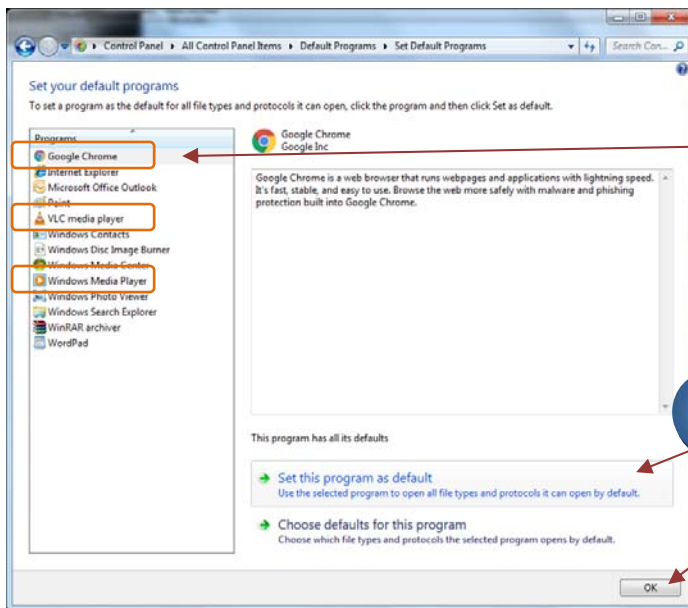 Control Panel ▸ All Control Panel Items ▸ Default Programs ▸ Set Default Programs
Search Con...
Set your default programs
To set a program as the default for all file types and protocols it can open, click the program and then click Set as default.
Programs
Google Chrome
Internet Explorer
Microsoft Office Outlook
Paint
VLC media player
Windows Contacts
Windows Disc Image Burner
Windows Media Center
Windows Media Player
Windows Photo Viewer
Windows Search Explorer
WinRAR archiver
WordPad
Google Chrome
Google Inc
Google Chrome is a web browser that runs webpages and applications with lightning speed.
It's fast, stable, and easy to use. Browse the web more safely with malware and phishing
protection built into Google Chrome.
This program has all its defaults
Set this program as default
Use the selected program to open all file types and protocols it can open by default.
Choose defaults for this program
Choose which file types and protocols the selected program opens by default.
OK